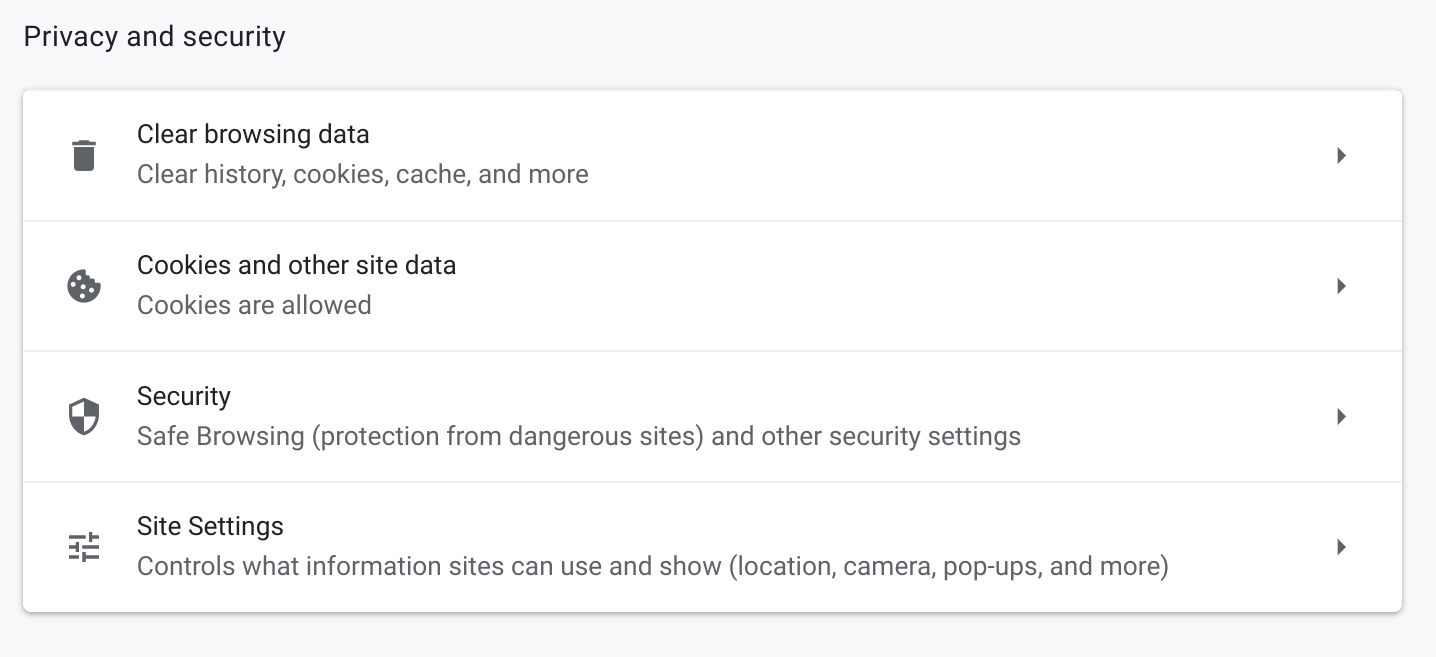 Privacy and security
Clear browsing data
Clear history, cookies, cache, and more
Cookies and other site data
Cookies are allowed
Security
Safe Browsing (protection from dangerous sites) and other security settings
Site Settings
Controls what information sites can use and show (location, camera, pop-ups, and more)